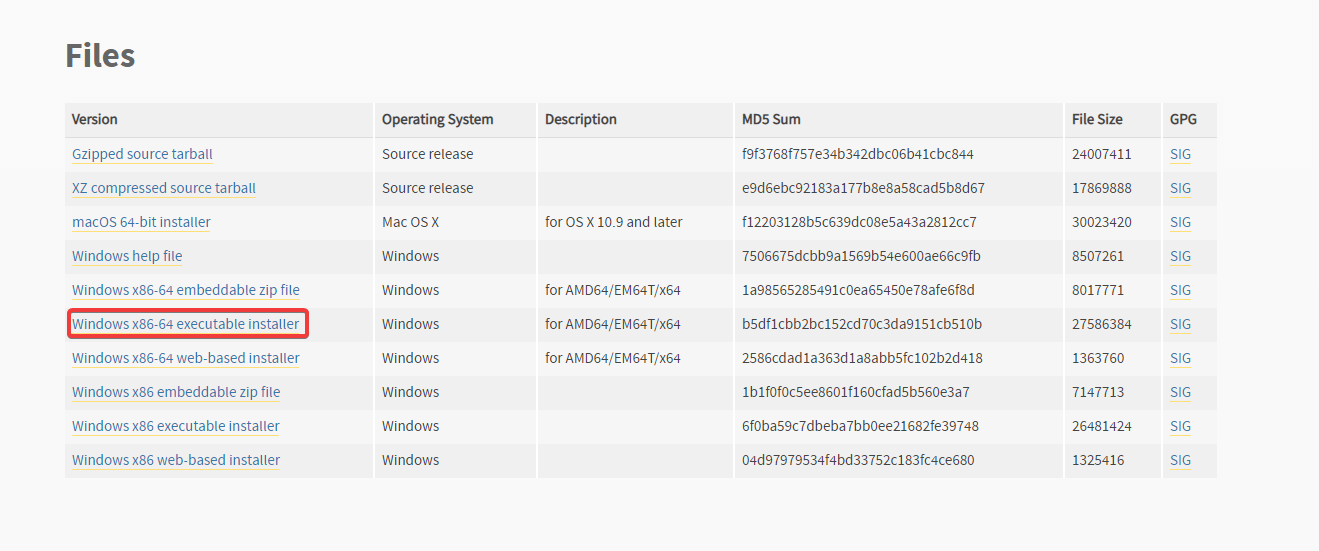 Files
Version Operating System Description MD5 Sum File Size GPG
Gzipped source tarball Source release f9f3768f757e34b342dbc06b41cbc844 24007411 SIG
XZ compressed source tarball Source release e9d6ebc92183a177b8e8a58cad5b8d67 17869888 SIG
macOS 64-bit installer Mac OS X for OS X 10.9 and later f12203128b5c639dc08e5a43a2812cc7 30023420 SIG
Windows help file Windows 7506675dcbb9a1569b54e600ae66c9fb 8507261 SIG
Windows x86-64 embeddable zip file Windows for AMD64/EM64T/x64 1a98565285491c0ea65450e78afe6f8d 8017771 SIG
Windows x86-64 executable installer Windows for AMD64/EM64T/x64 b5df1cbb2bc152cd70c3da9151cb510b 27586384 SIG
Windows x86-64 web-based installer Windows for AMD64/EM64T/x64 2586cdad1a363d1a8abb5fc102b2d418 1363760 SIG
Windows x86 embeddable zip file Windows 1b1f0f0c5ee8601f160cfad5b560e3a7 7147713 SIG
Windows x86 executable installer Windows 6f0ba59c7dbeba7bb0ee21682fe39748 26481424 SIG
Windows x86 web-based installer Windows 04d97979534f4bd33752c183fc4ce680 1325416 SIG